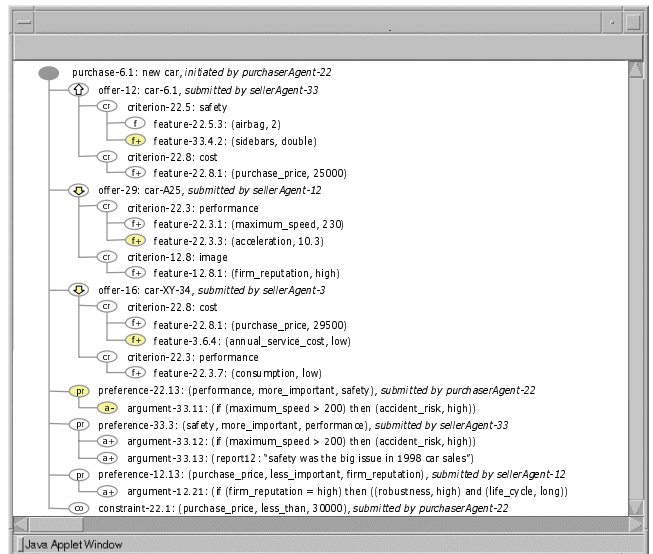 purchase-6.1: new car, initiated by purchaserAgent-22
offer-12: car-6.1, submitted by sellerAgent-33
cr criterion-22.5: safety
f feature-22.5.3: (airbag, 2)
f+ feature-33.4.2: (sidebars, double)
cr criterion-22.8: cost
f+ feature-22.8.1: (purchase_price, 25000)
offer-29: car-A25, submitted by sellerAgent-12
cr criterion-22.3: performance
f+ feature-22.3.1: (maximum_speed, 230)
f+ feature-22.3.3: (acceleration, 10.3)
cr criterion-12.8: image
f+ feature-12.8.1: (firm_reputation, high)
offer-16: car-XY-34, submitted by sellerAgent-3
cr criterion-22.8: cost
f+ feature-22.8.1: (purchase_price, 29500)
f+ feature-3.6.4: (annual_service_cost, low)
cr criterion-22.3: performance
f+ feature-22.3.7: (consumption, low)
pr preference-22.13: (performance, more_important, safety), submitted by purchaserAgent-22
a- argument-33.11: (if (maximum_speed > 200) then (accident_risk, high))
pr preference-33.3: (safety, more_important, performance), submitted by sellerAgent-33
a+ argument-33.12: (if (maximum_speed > 200) then (accident_risk, high))
a+ argument-33.13: (report12: “safety was the big issue in 1998 car sales”)
pr preference-12.13: (purchase_price, less_important, firm_reputation), submitted by sellerAgent-12
a+ argument-12.21: (if (firm_reputation = high) then ((robustness, high) and (life_cycle, long))
co constraint-22.1: (purchase_price, less_than, 30000), submitted by purchaserAgent-22
Java Applet Window